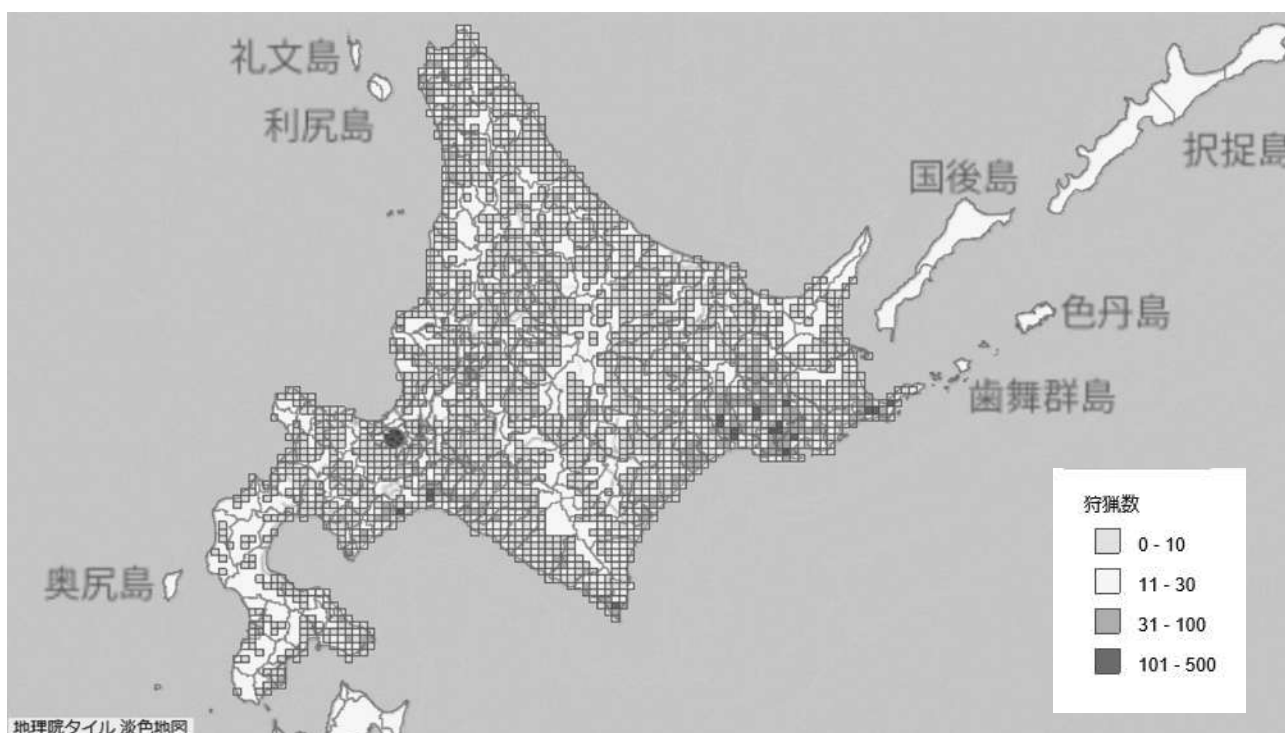 礼文島
利尻島
択捉島
国後島
色丹島
歯舞群島
奥尻島
狩猟数
0 - 10
11 - 30
31 - 100
101 - 500
地理院タイル 淡色地図